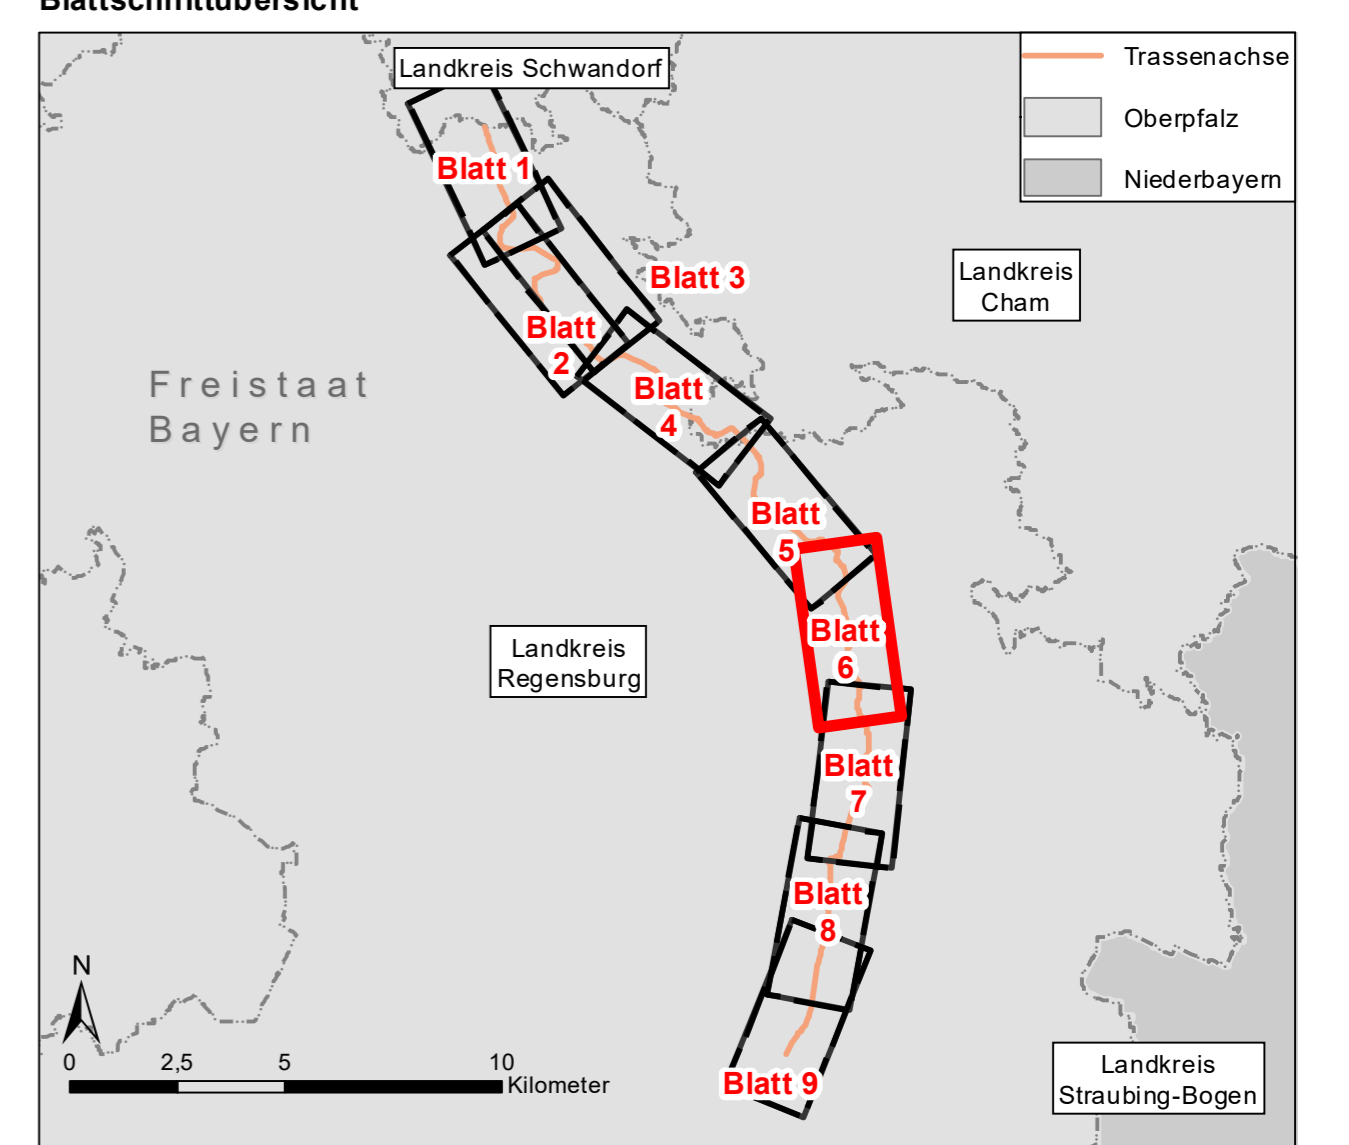 Blattschnittübersicht
Landkreis Schwandorf
Trassenachse
Oberpfalz
Niederbayern
Blatt 1
Blatt 3
Landkreis
Cham
Blatt
2
Freistaat
Bayern
Blatt
4
Blatt
5
Landkreis
Regensburg
Blatt
6
Blatt
7
Blatt
8
N
0 2,5 5 10
Kilometer
Blatt 9
Landkreis
Straubing-Bogen